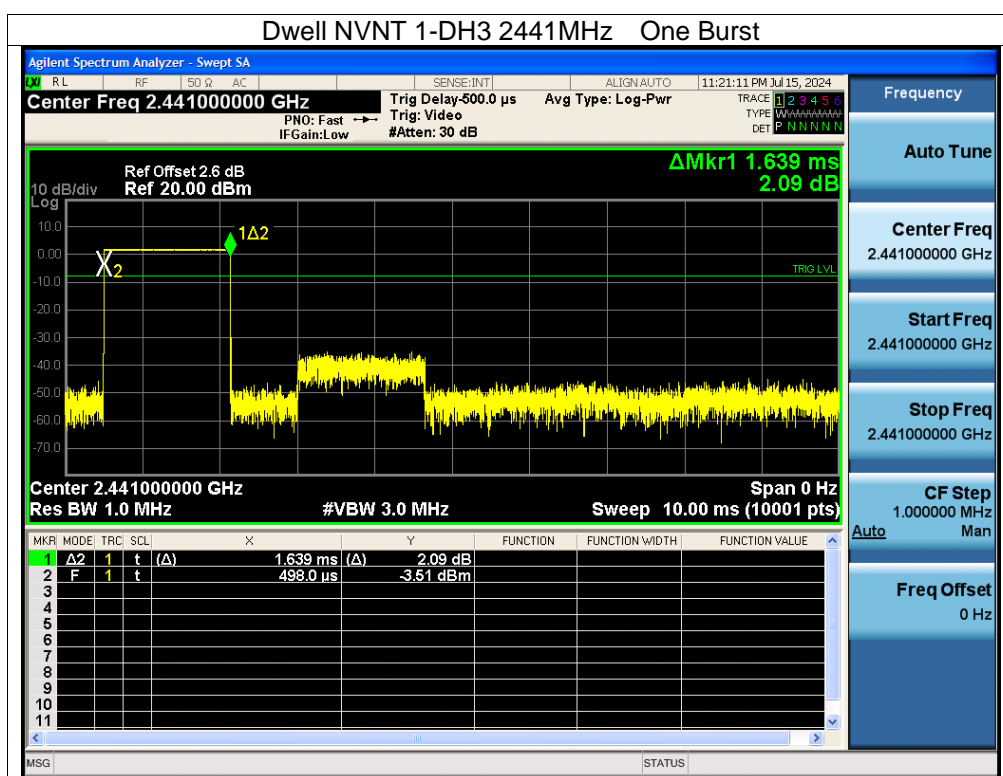 Dwell NVNT 1-DH3 2441MHz One Burst
Agilent Spectrum Analyzer - Swept SA
LXI RL RF 50 Ω AC SENSE:INT ALIGN AUTO 11:21:11 PM Jul 15, 2024
Center Freq 2.441000000 GHz
PNO: Fast
IFGain:Low
Trig Delay-500.0 µs
Trig: Video
#Atten: 30 dB
Avg Type: Log-Pwr
TRACE 1 2 3 4 5 6
TYPE WWWWWW
DET P N N N N N
Frequency
Auto Tune
Center Freq
2.441000000 GHz
Start Freq
2.441000000 GHz
Stop Freq
2.441000000 GHz
CF Step
1.000000 MHz
Auto Man
Freq Offset
0 Hz
ΔMkr1 1.639 ms
2.09 dB
Ref Offset 2.6 dB
10 dB/div Ref 20.00 dBm
Log
10.0
0.00
-10.0
-20.0
-30.0
-40.0
-50.0
-60.0
-70.0
1Δ2
2
TRIG LVL
Center 2.441000000 GHz Span 0 Hz
Res BW 1.0 MHz #VBW 3.0 MHz Sweep 10.00 ms (10001 pts)
MKR MODE TRC SCL X Y FUNCTION FUNCTION WIDTH FUNCTION VALUE
1 Δ2 1 t (Δ) 1.639 ms (Δ) 2.09 dB
2 F 1 t 498.0 µs -3.51 dBm
3
4
5
6
7
8
9
10
11
MSG STATUS